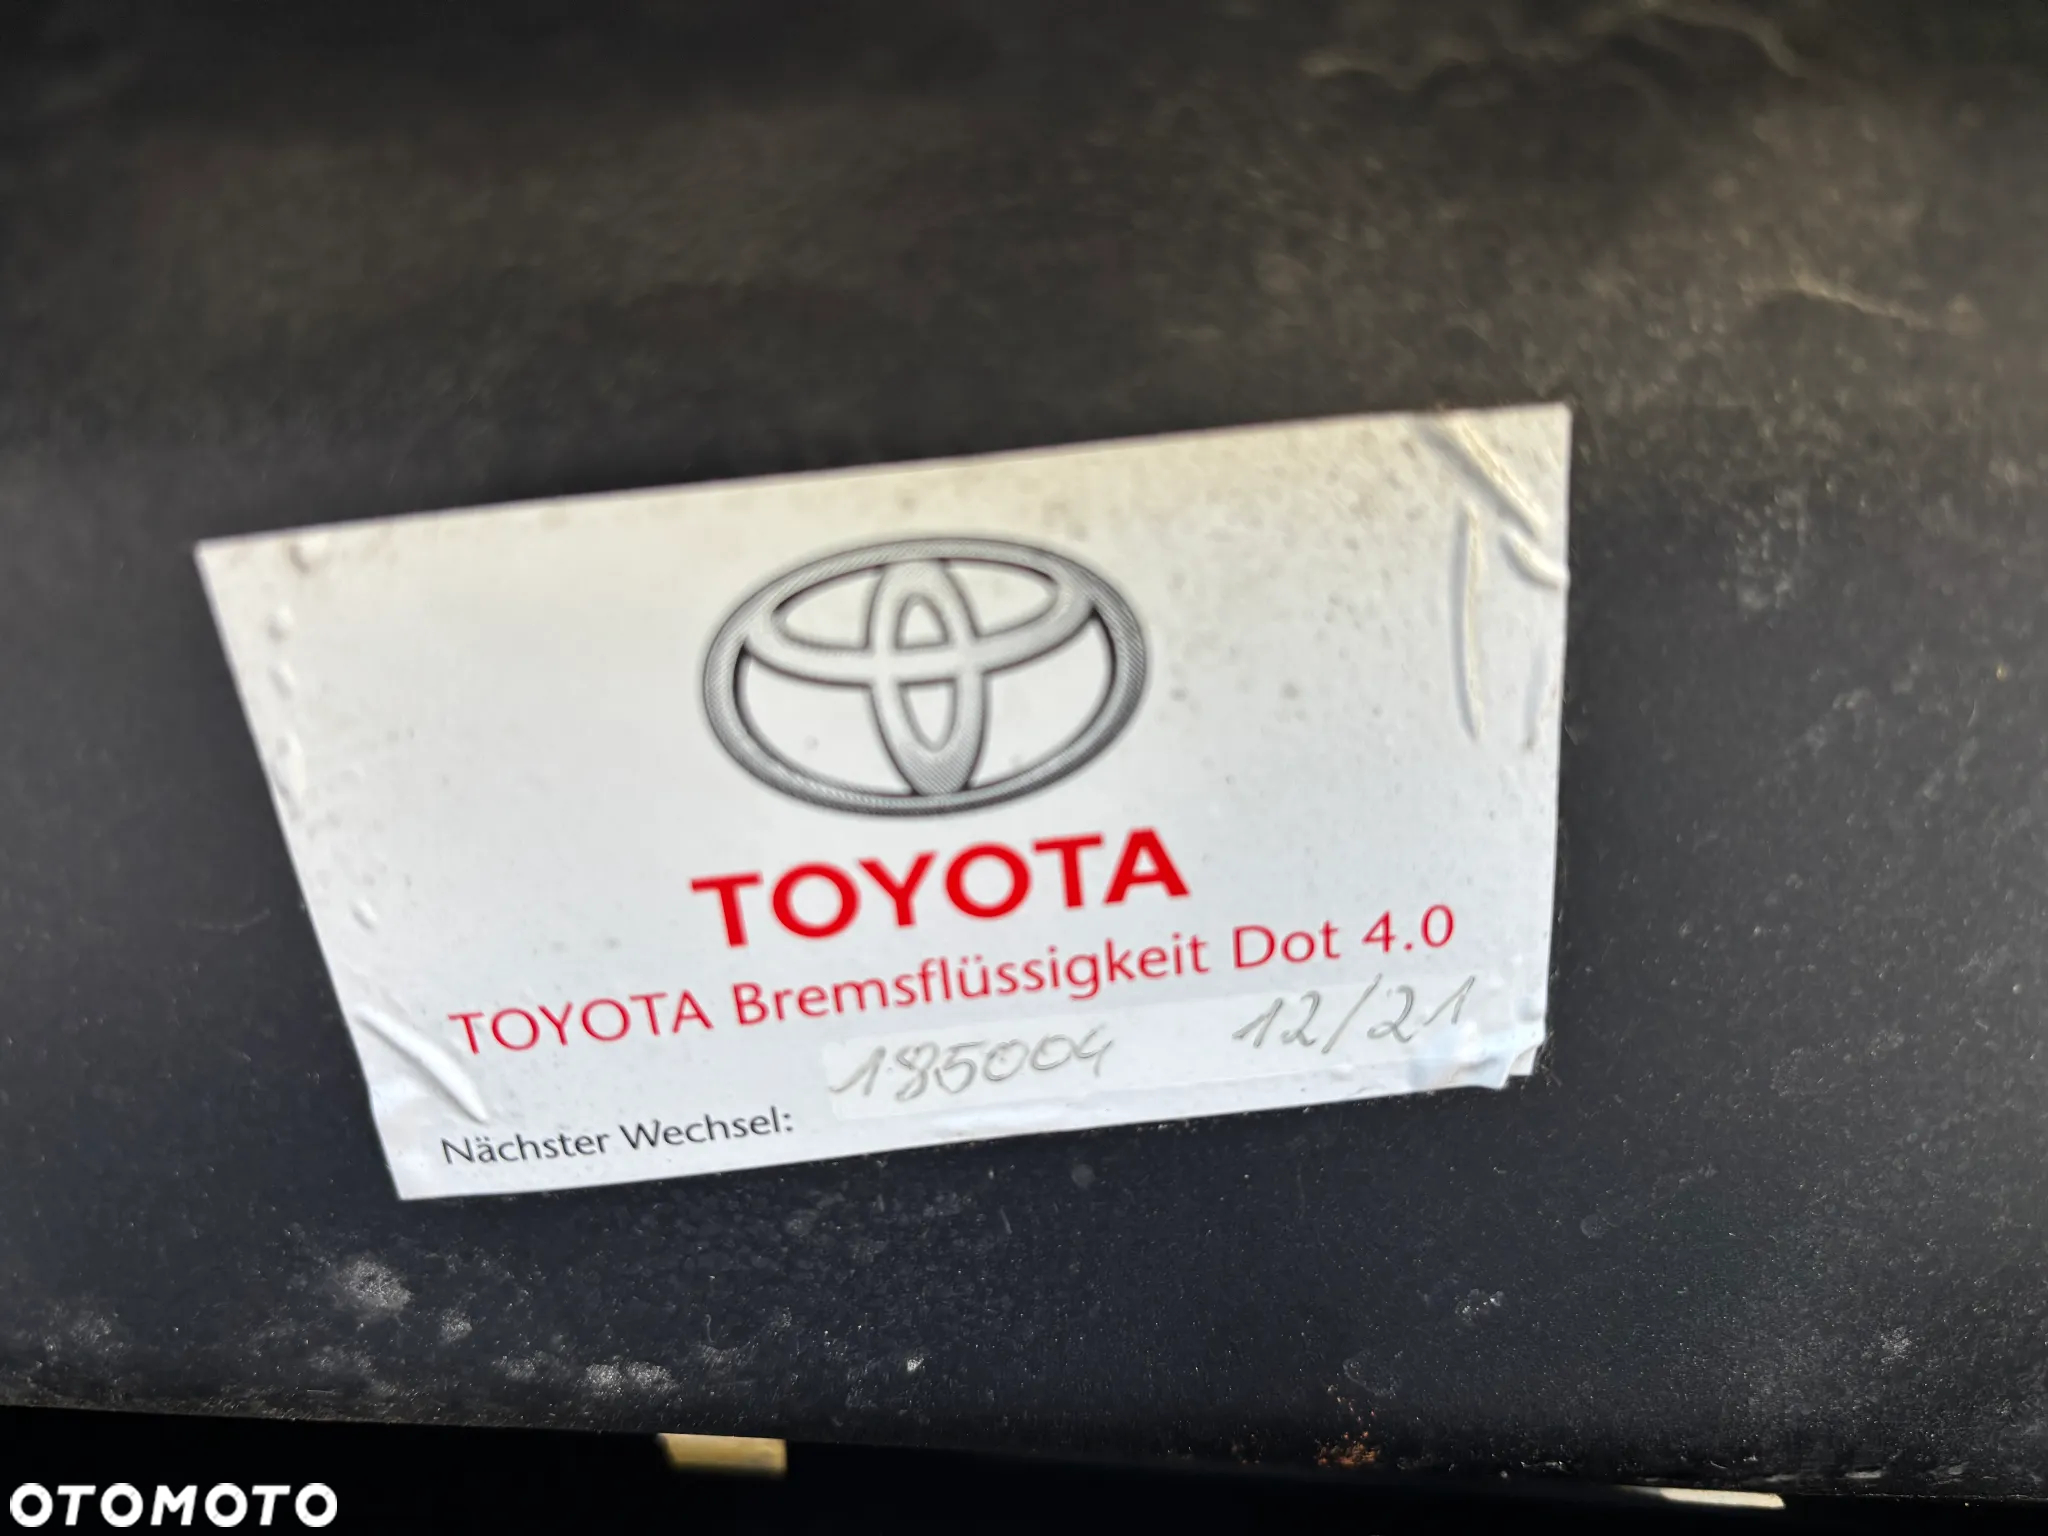 TOYOTA
TOYOTA Bremsflüssigkeit Dot 4.0
185004 12/21
Nächster Wechsel:
OTOMOTO